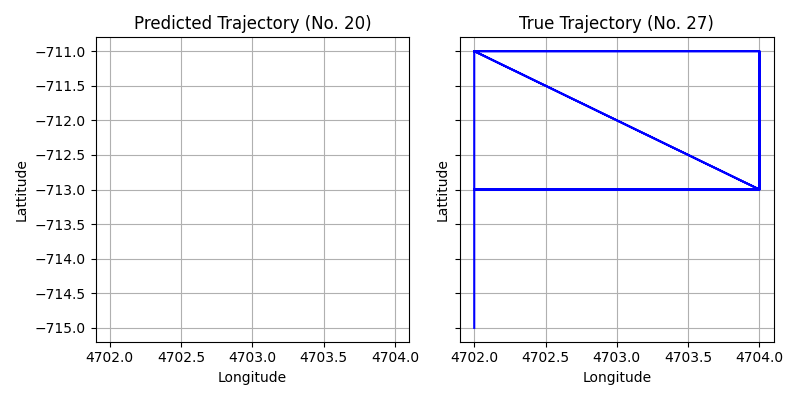 Predicted Trajectory (No. 20)
True Trajectory (No. 27)
Lattitude
−711.0
−711.5
−712.0
−712.5
−713.0
−713.5
−714.0
−714.5
−715.0
4702.0 4702.5 4703.0 4703.5 4704.0
Longitude
Lattitude
4702.0 4702.5 4703.0 4703.5 4704.0
Longitude